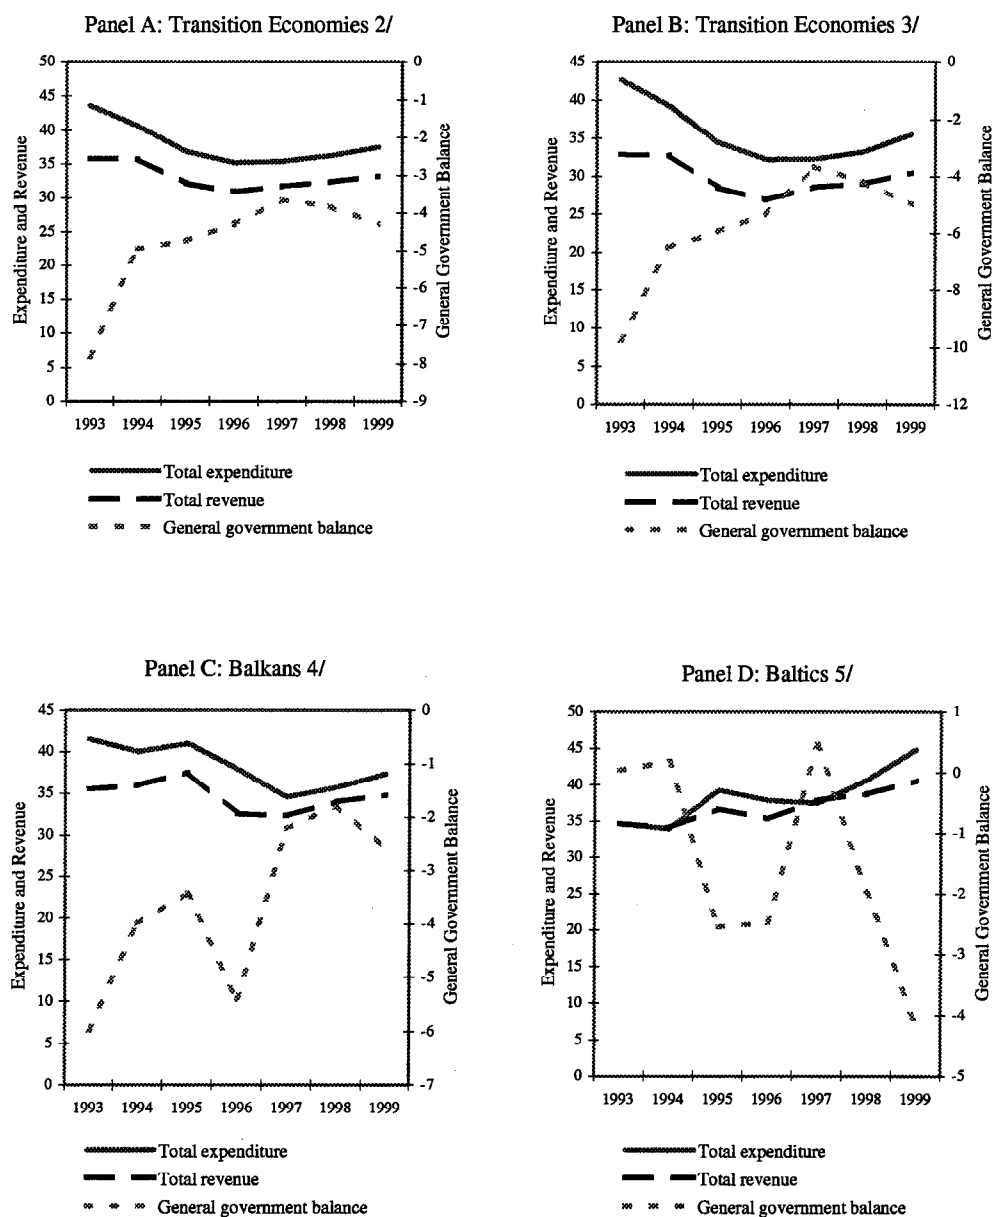 Panel A: Transition Economies 2/
Expenditure and Revenue
50
45
40
35
30
25
20
15
10
5
0
0
-1
-2
-3
-4
-5
-6
-7
-8
-9
General Government Balance
1993 1994 1995 1996 1997 1998 1999
Total expenditure
Total revenue
General government balance
Panel B: Transition Economies 3/
Expenditure and Revenue
45
40
35
30
25
20
15
10
5
0
0
-2
-4
-6
-8
-10
-12
General Government Balance
1993 1994 1995 1996 1997 1998 1999
Total expenditure
Total revenue
General government balance
Panel C: Balkans 4/
Expenditure and Revenue
45
40
35
30
25
20
15
10
5
0
0
-1
-2
-3
-4
-5
-6
-7
General Government Balance
1993 1994 1995 1996 1997 1998 1999
Total expenditure
Total revenue
General government balance
Panel D: Baltics 5/
Expenditure and Revenue
50
45
40
35
30
25
20
15
10
5
0
1
0
-1
-2
-3
-4
-5
General Government Balance
1993 1994 1995 1996 1997 1998 1999
Total expenditure
Total revenue
General government balance